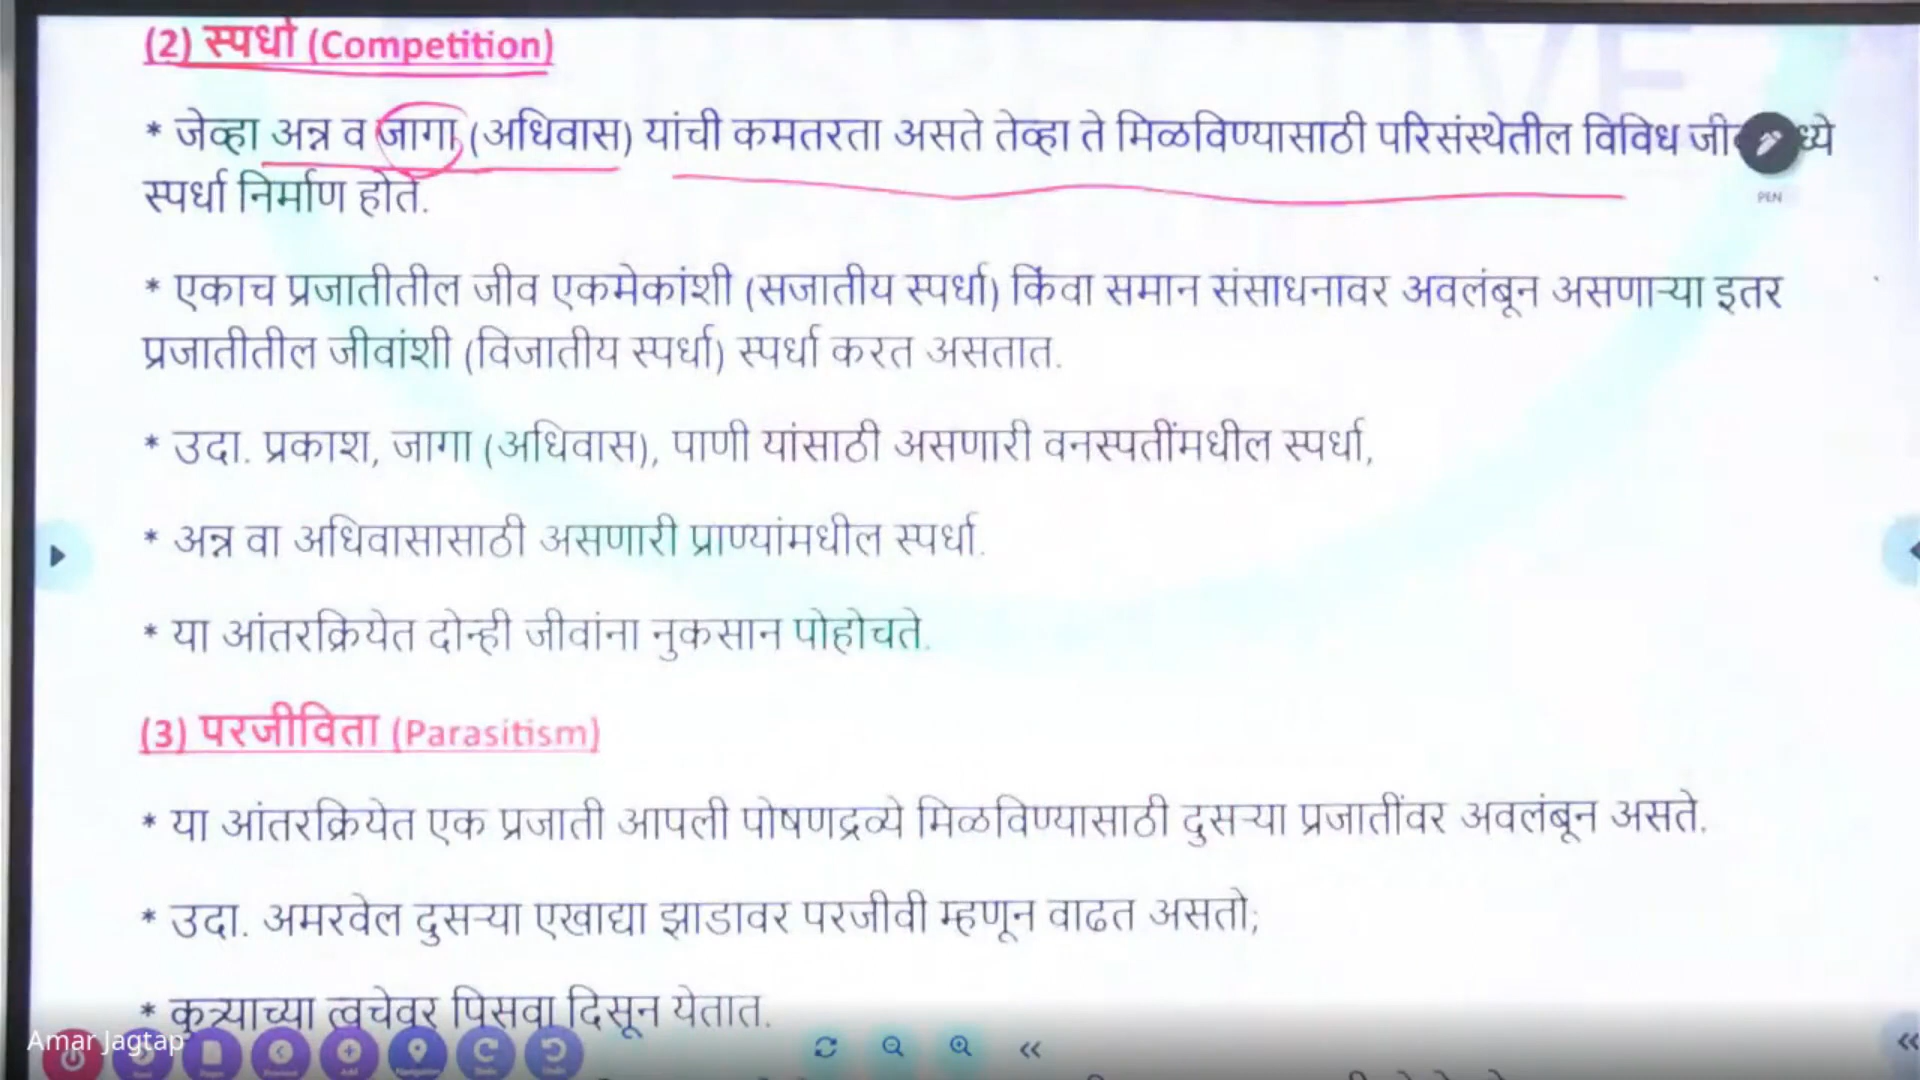 (2) स्पर्धा (Competition)
* जेव्हा अन्न व जागा (अधिवास) यांची कमतरता असते तेव्हा ते मिळविण्यासाठी परिसंस्थेतील विविध
PEN
स्पर्धा निर्माण होते.
* एकाच प्रजातीतील जीव एकमेकांशी (सजातीय स्पर्धा) किंवा समान संसाधनावर अवलंबून असणाऱ्या इतर
प्रजातीतील जीवांशी (विजातीय स्पर्धा) स्पर्धा करत असतात.
* उदा. प्रकाश, जागा (अधिवास), पाणी यांसाठी असणारी वनस्पतींमधील स्पर्धा,
* अन्न वा अधिवासासाठी असणारी प्राण्यांमधील स्पर्धा.
* या आंतरक्रियेत दोन्ही जीवांना नुकसान पोहोचते.
(3) परजीविता (Parasitism)
* या आंतरक्रियेत एक प्रजाती आपली पोषणद्रव्ये मिळविण्यासाठी दुसऱ्या प्रजातींवर अवलंबून असते.
* उदा. अमरवेल दुसऱ्या एखाद्या झाडावर परजीवी म्हणून वाढत असतो;
* कुत्र्याच्या त्वचेवर पिसवा दिसून येतात.
Amar Jagtap